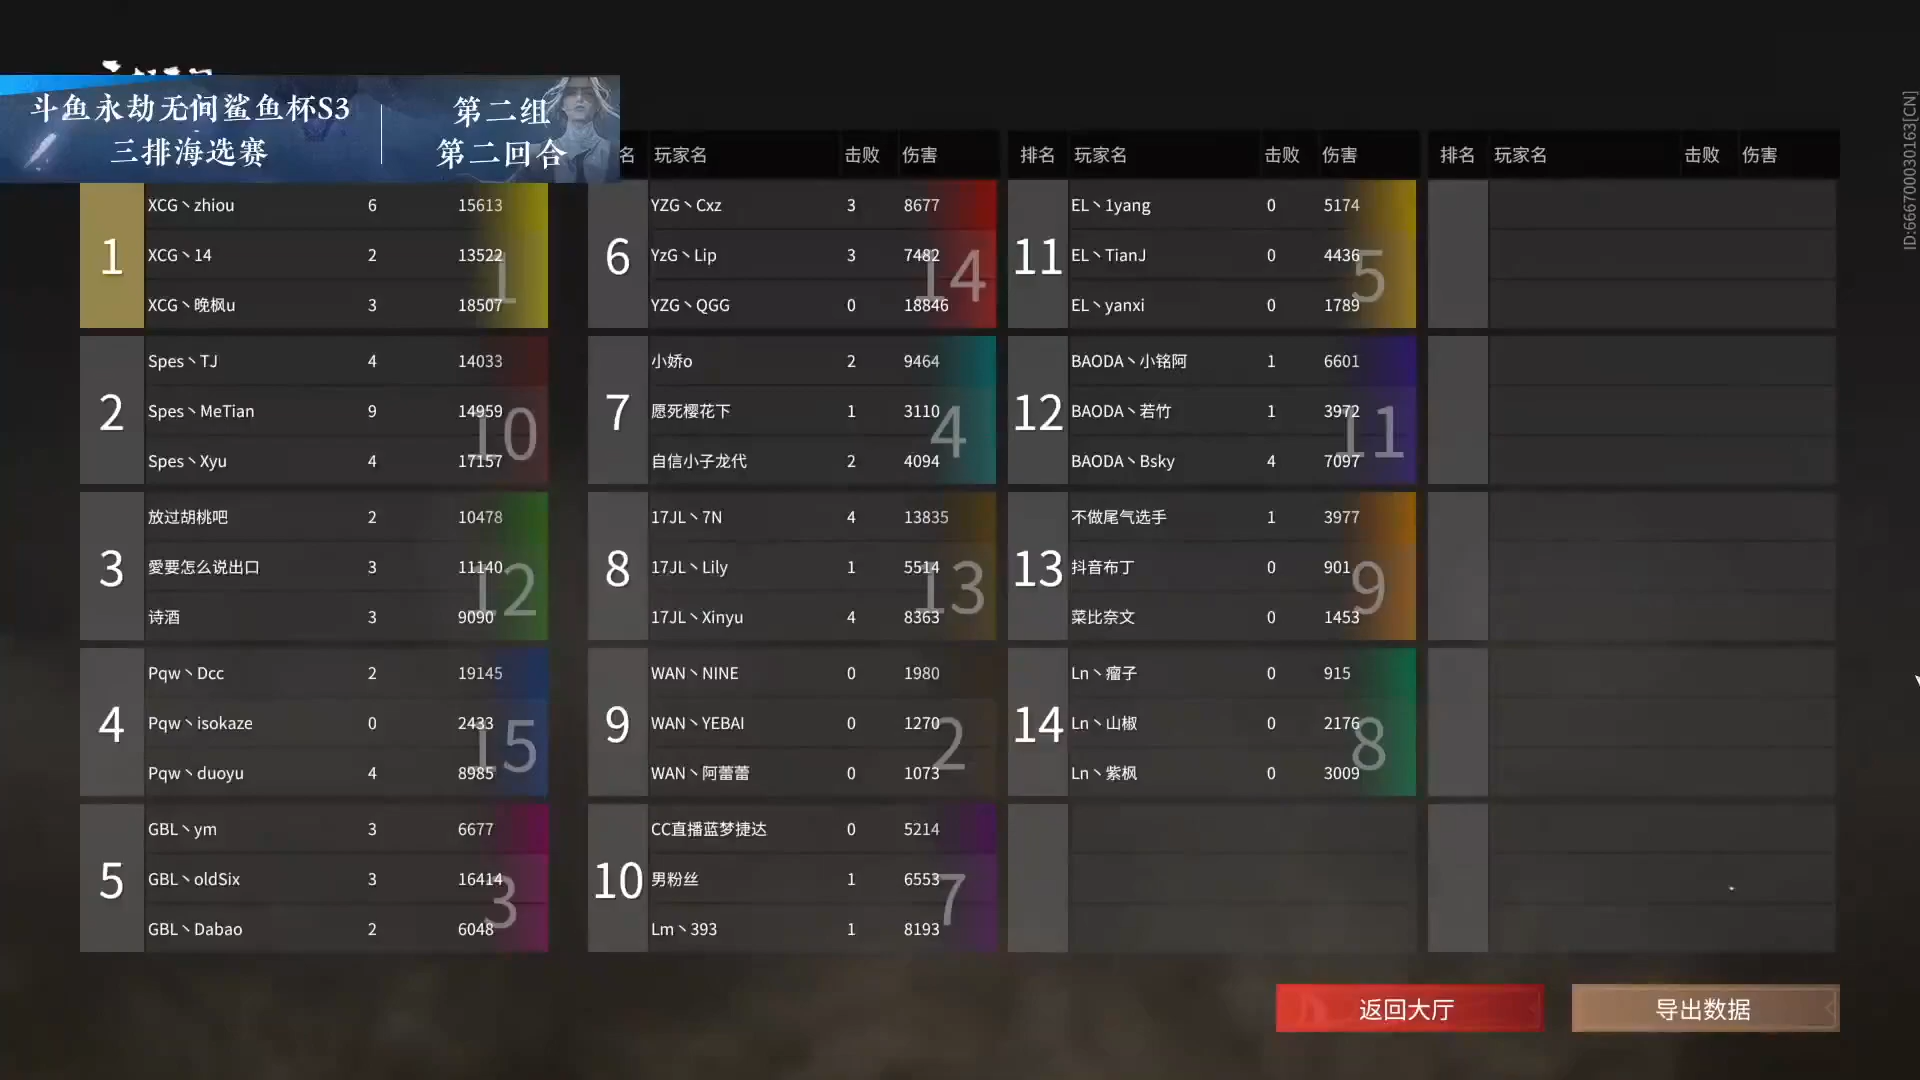 斗鱼永劫无间鲨鱼杯S3
三排海选赛
第二组
第二回合
名 玩家名 击败 伤害
排名 玩家名 击败 伤害
排名 玩家名 击败 伤害
1
XCG丶zhiou 6 15613
XCG丶14 2 13522
XCG丶晚枫u 3 18507
1
2
Spes丶TJ 4 14033
Spes丶MeTian 9 14959
Spes丶Xyu 4 17157
10
3
放过胡桃吧 2 10478
愛要怎么说出口 3 11140
诗酒 3 9090
12
4
Pqw丶Dcc 2 19145
Pqw丶isokaze 0 2433
Pqw丶duoyu 4 8985
15
5
GBL丶ym 3 6677
GBL丶oldSix 3 16414
GBL丶Dabao 2 6048
3
6
YZG丶Cxz 3 8677
YzG丶Lip 3 7482
YZG丶QGG 0 18846
14
7
小娇o 2 9464
愿死樱花下 1 3110
自信小子龙代 2 4094
4
8
17JL丶7N 4 13835
17JL丶Lily 1 5514
17JL丶Xinyu 4 8363
13
9
WAN丶NINE 0 1980
WAN丶YEBAI 0 1270
WAN丶阿蕾蕾 0 1073
2
10
CC直播蓝梦捷达 0 5214
男粉丝 1 6553
Lm丶393 1 8193
7
11
EL丶1yang 0 5174
EL丶TianJ 0 4436
EL丶yanxi 0 1789
5
12
BAODA丶小铭阿 1 6601
BAODA丶若竹 1 3972
BAODA丶Bsky 4 7097
11
13
不做尾气选手 1 3977
抖音布丁 0 901
菜比奈文 0 1453
9
14
Ln丶瘤子 0 915
Ln丶山椒 0 2176
Ln丶紫枫 0 3009
8
返回大厅
导出数据
ID:6667000030163[CN]